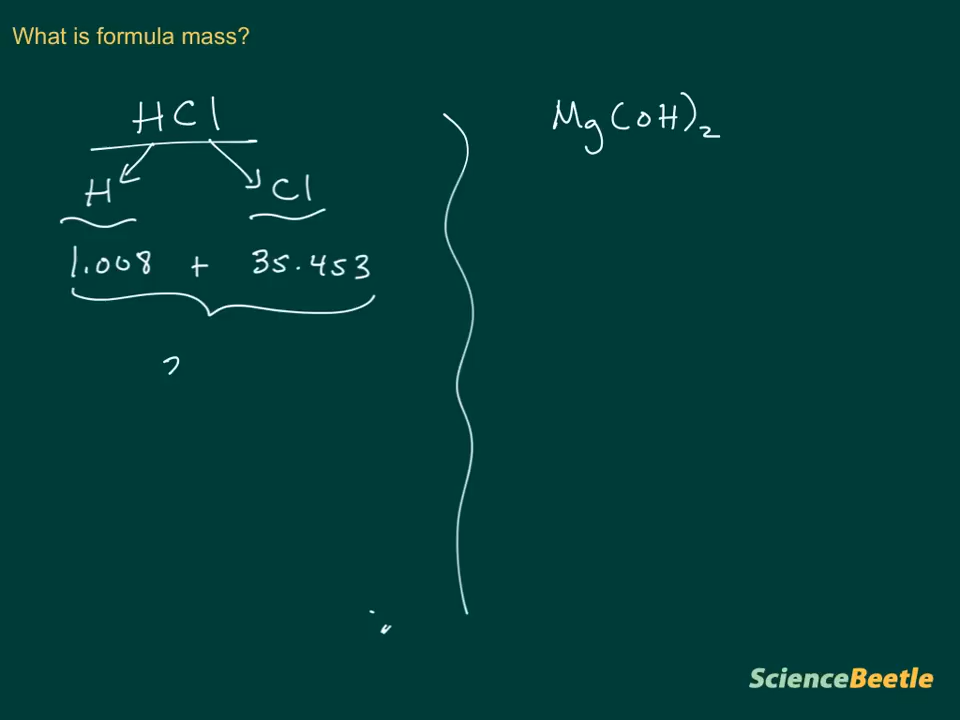 What is formula mass?
HCl
H Cl
1.008 + 35.453
Mg(OH)2
ScienceBeetle